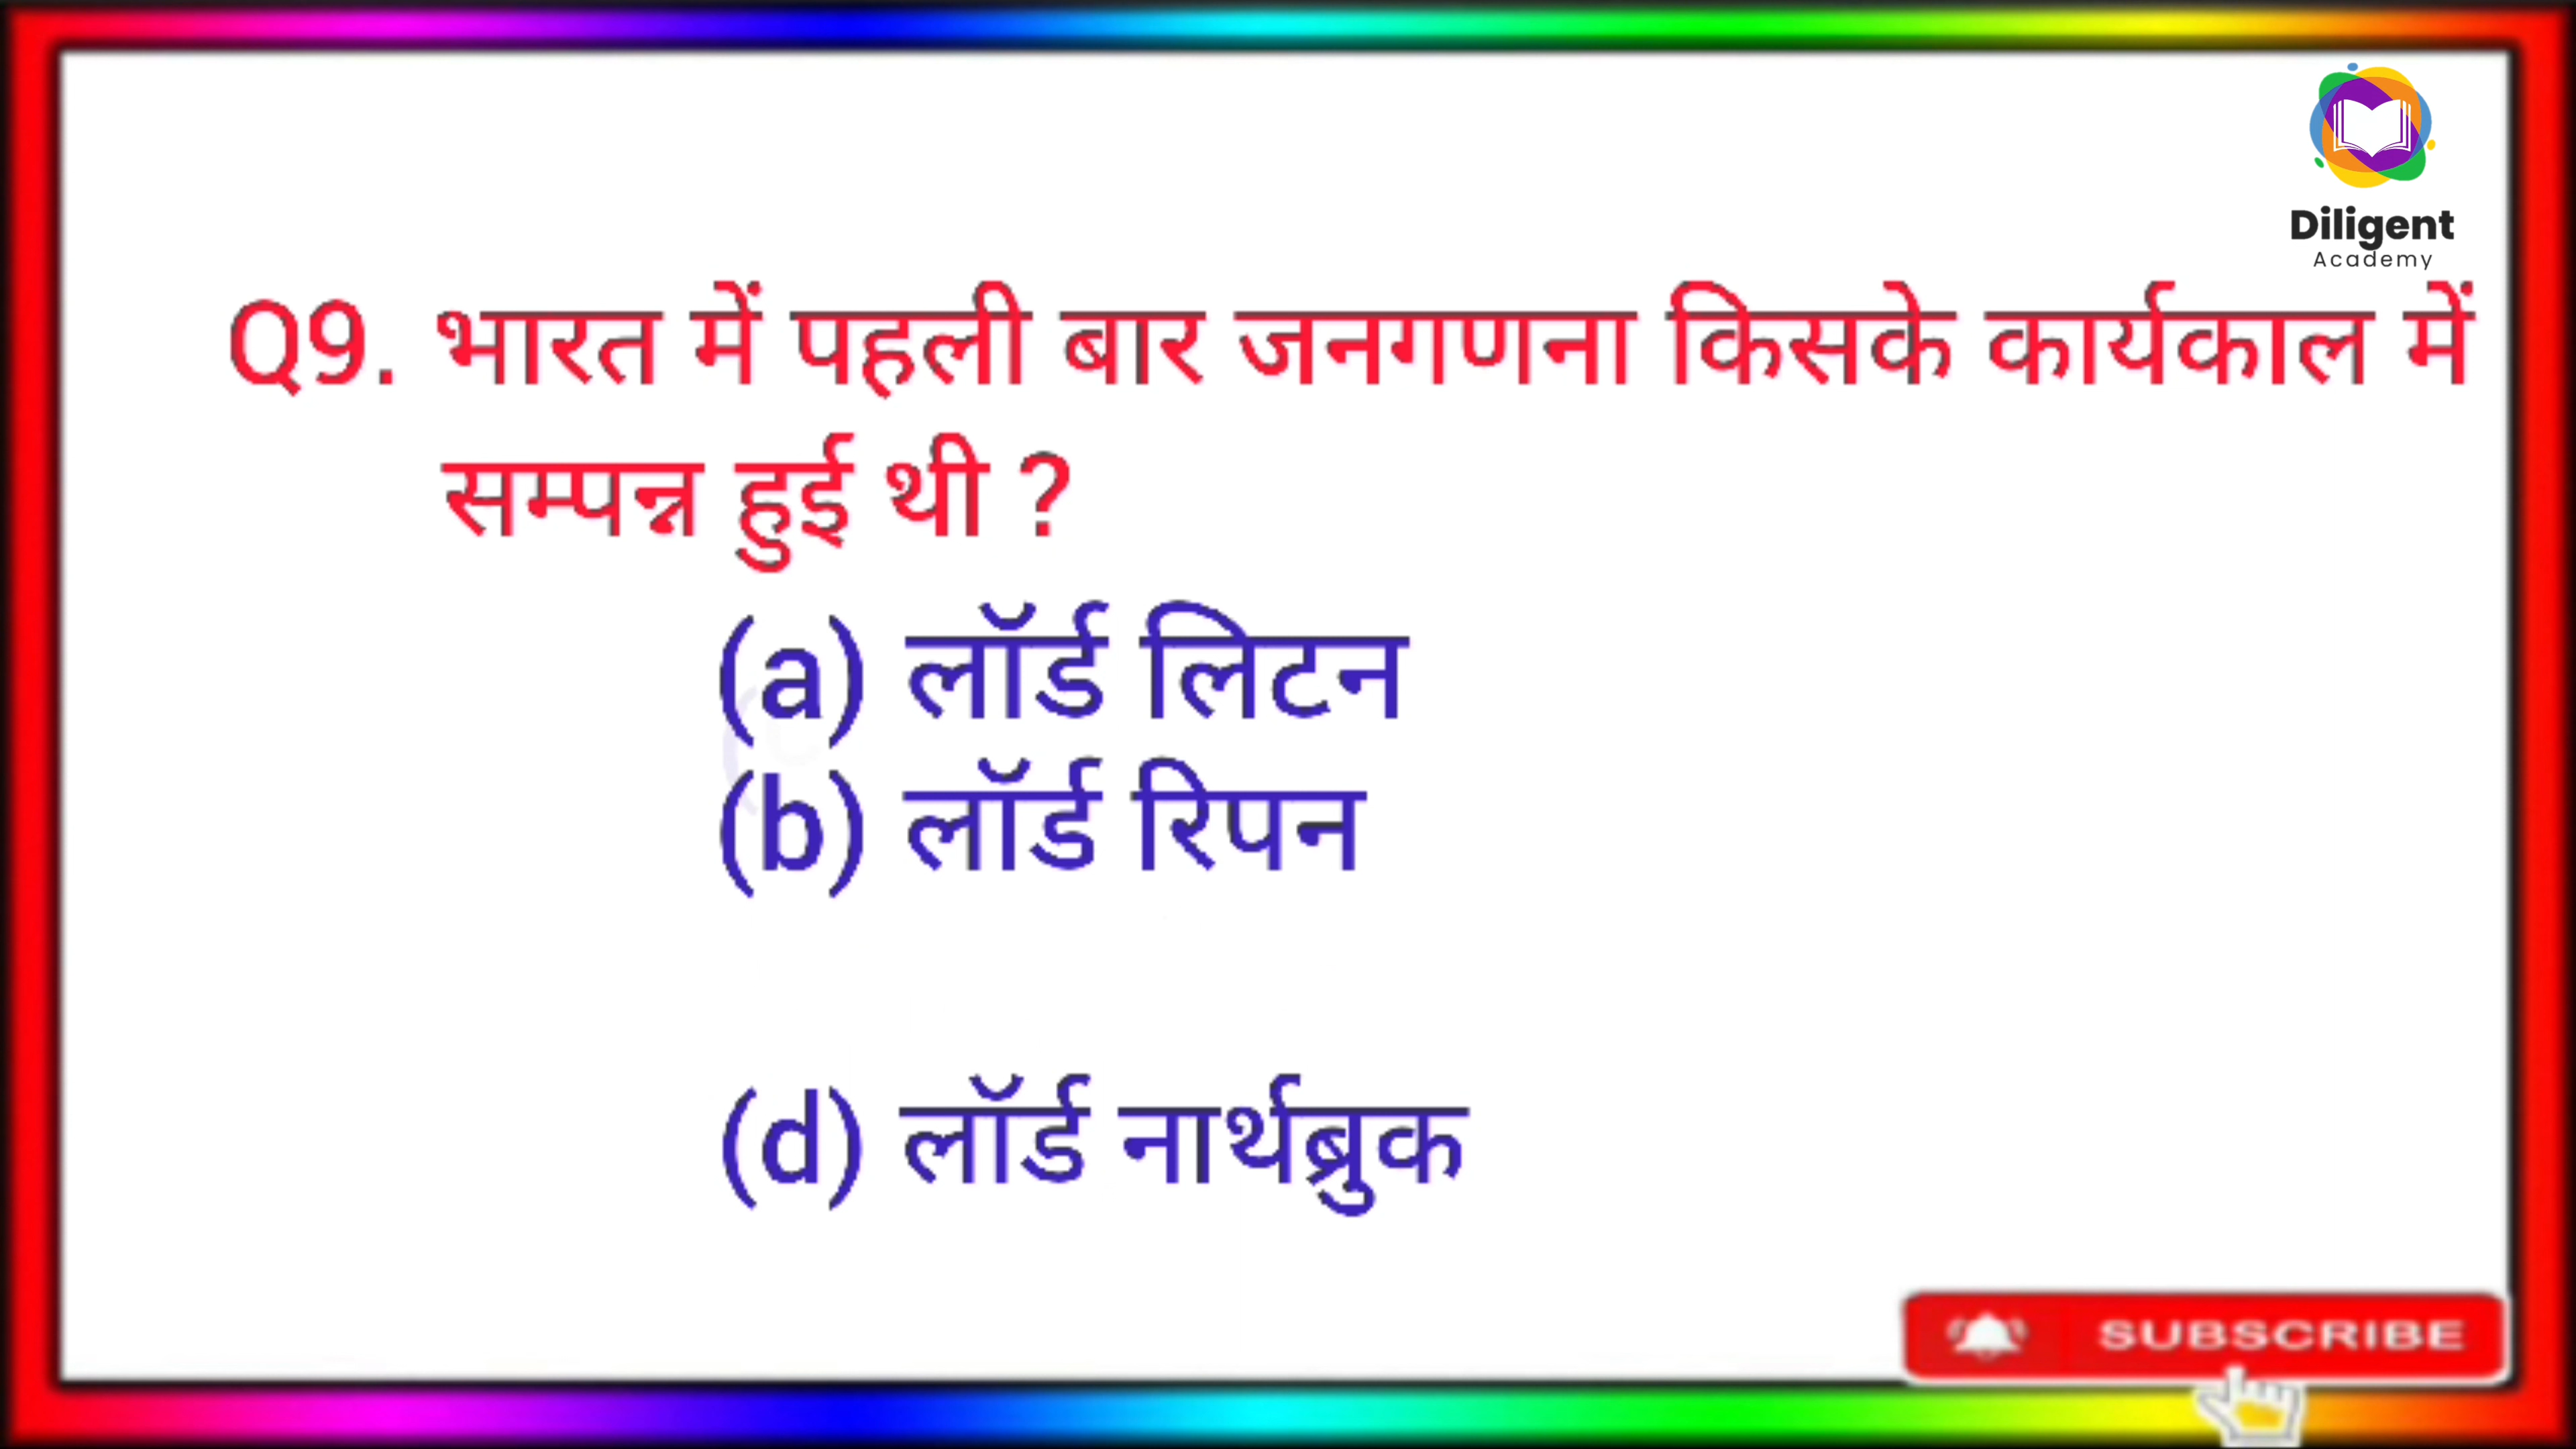 Diligent
Academy
Q9. भारत में पहली बार जनगणना किसके कार्यकाल में
सम्पन्न हुई थी ?
(a) लॉर्ड लिटन
(b) लॉर्ड रिपन
(d) लॉर्ड नार्थब्रुक
SUBSCRIBE